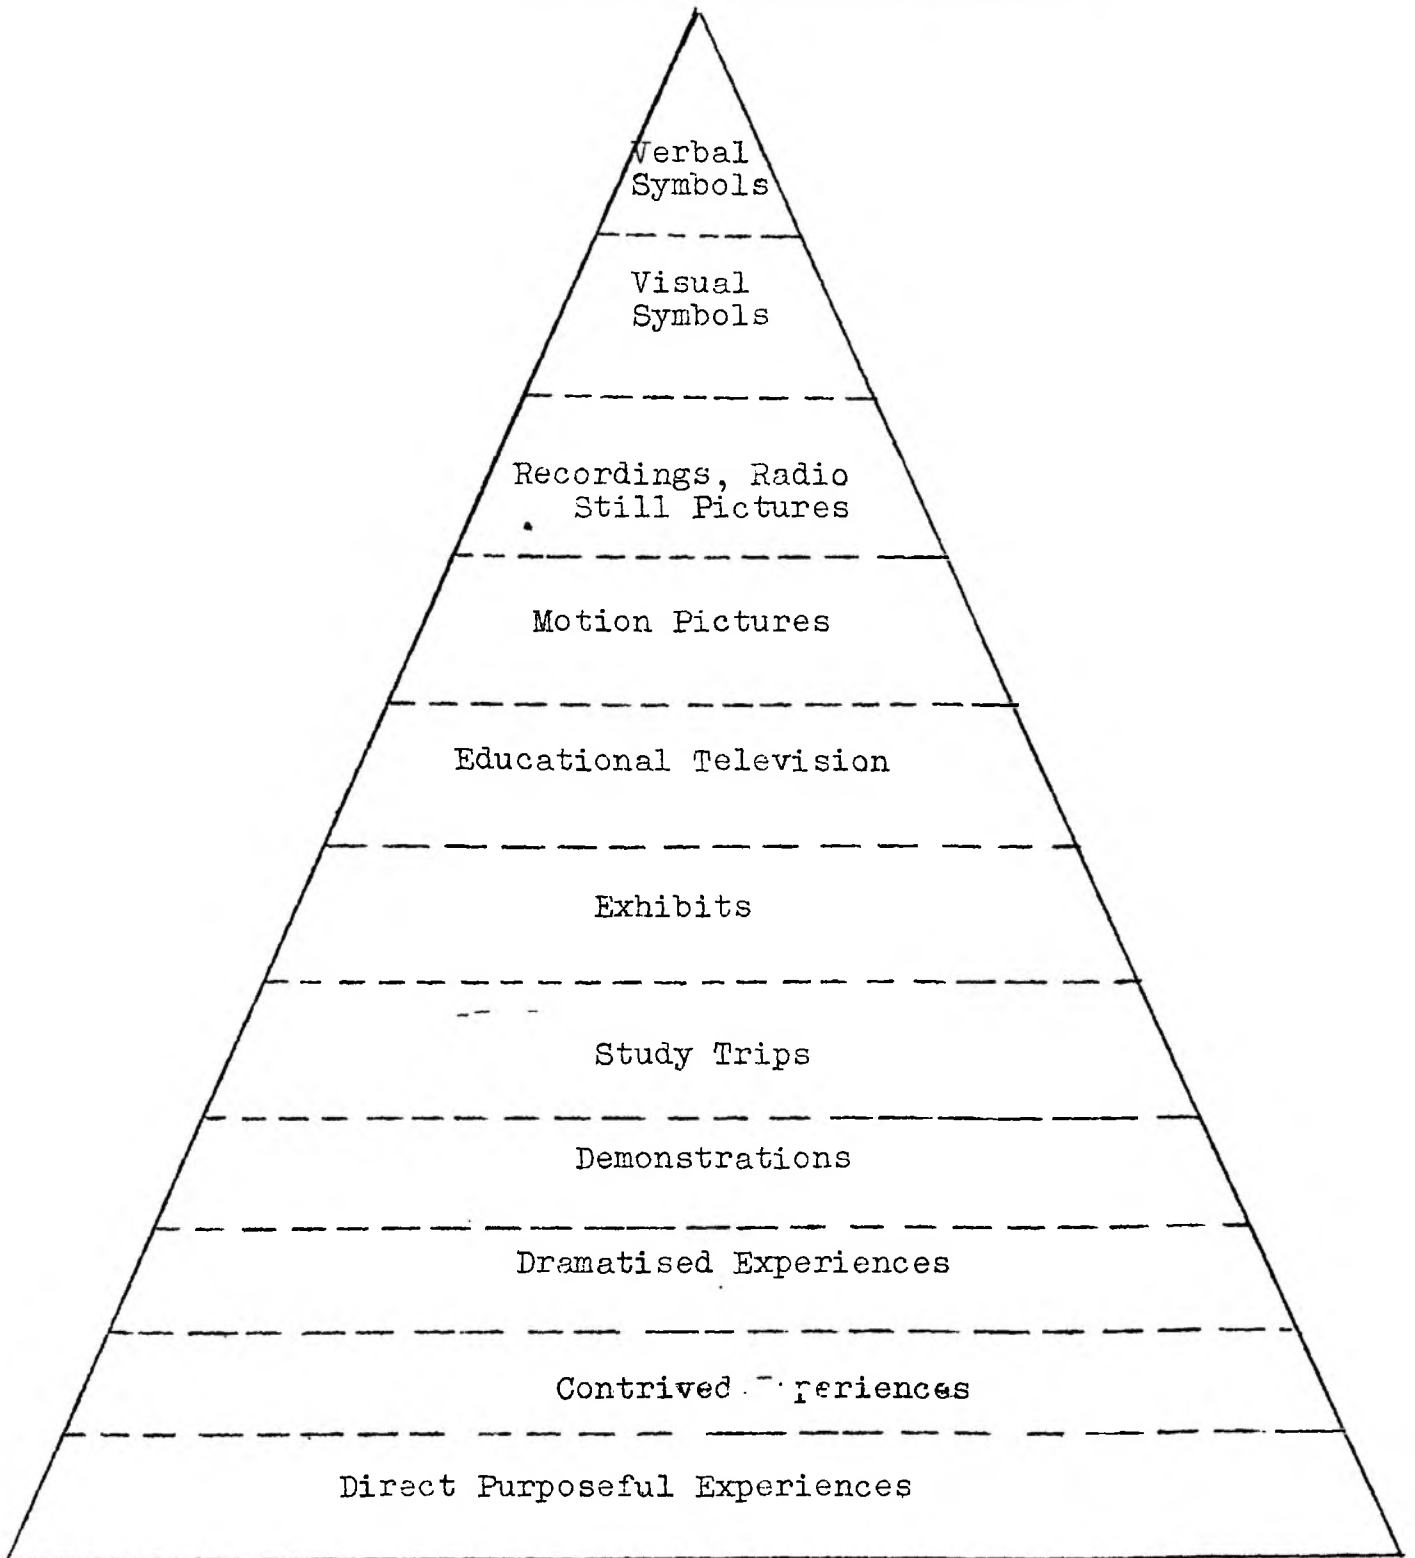 Verbal
Symbols
Visual
Symbols
Recordings, Radio
Still Pictures
Motion Pictures
Educational Television
Exhibits
Study Trips
Demonstrations
Dramatised Experiences
Contrived
Direct Purposeful Experiences